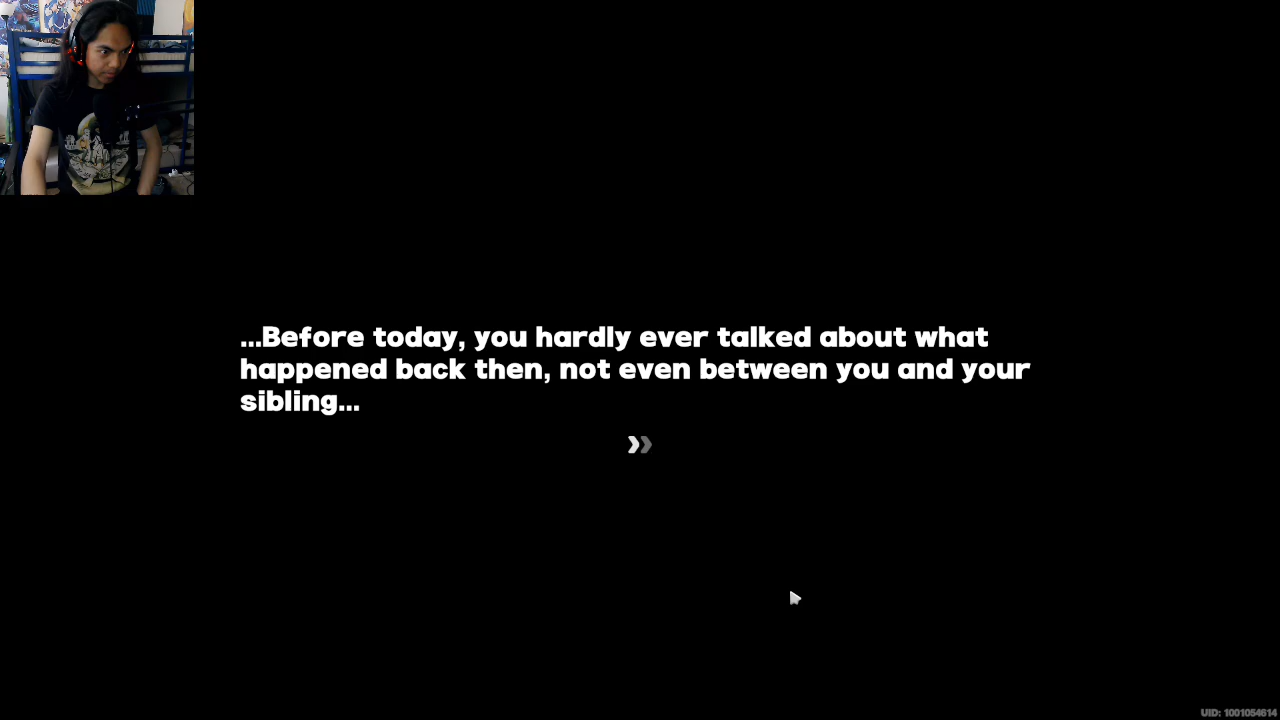 ...Before today, you hardly ever talked about what
happened back then, not even between you and your
sibling...
UID: 1001054614